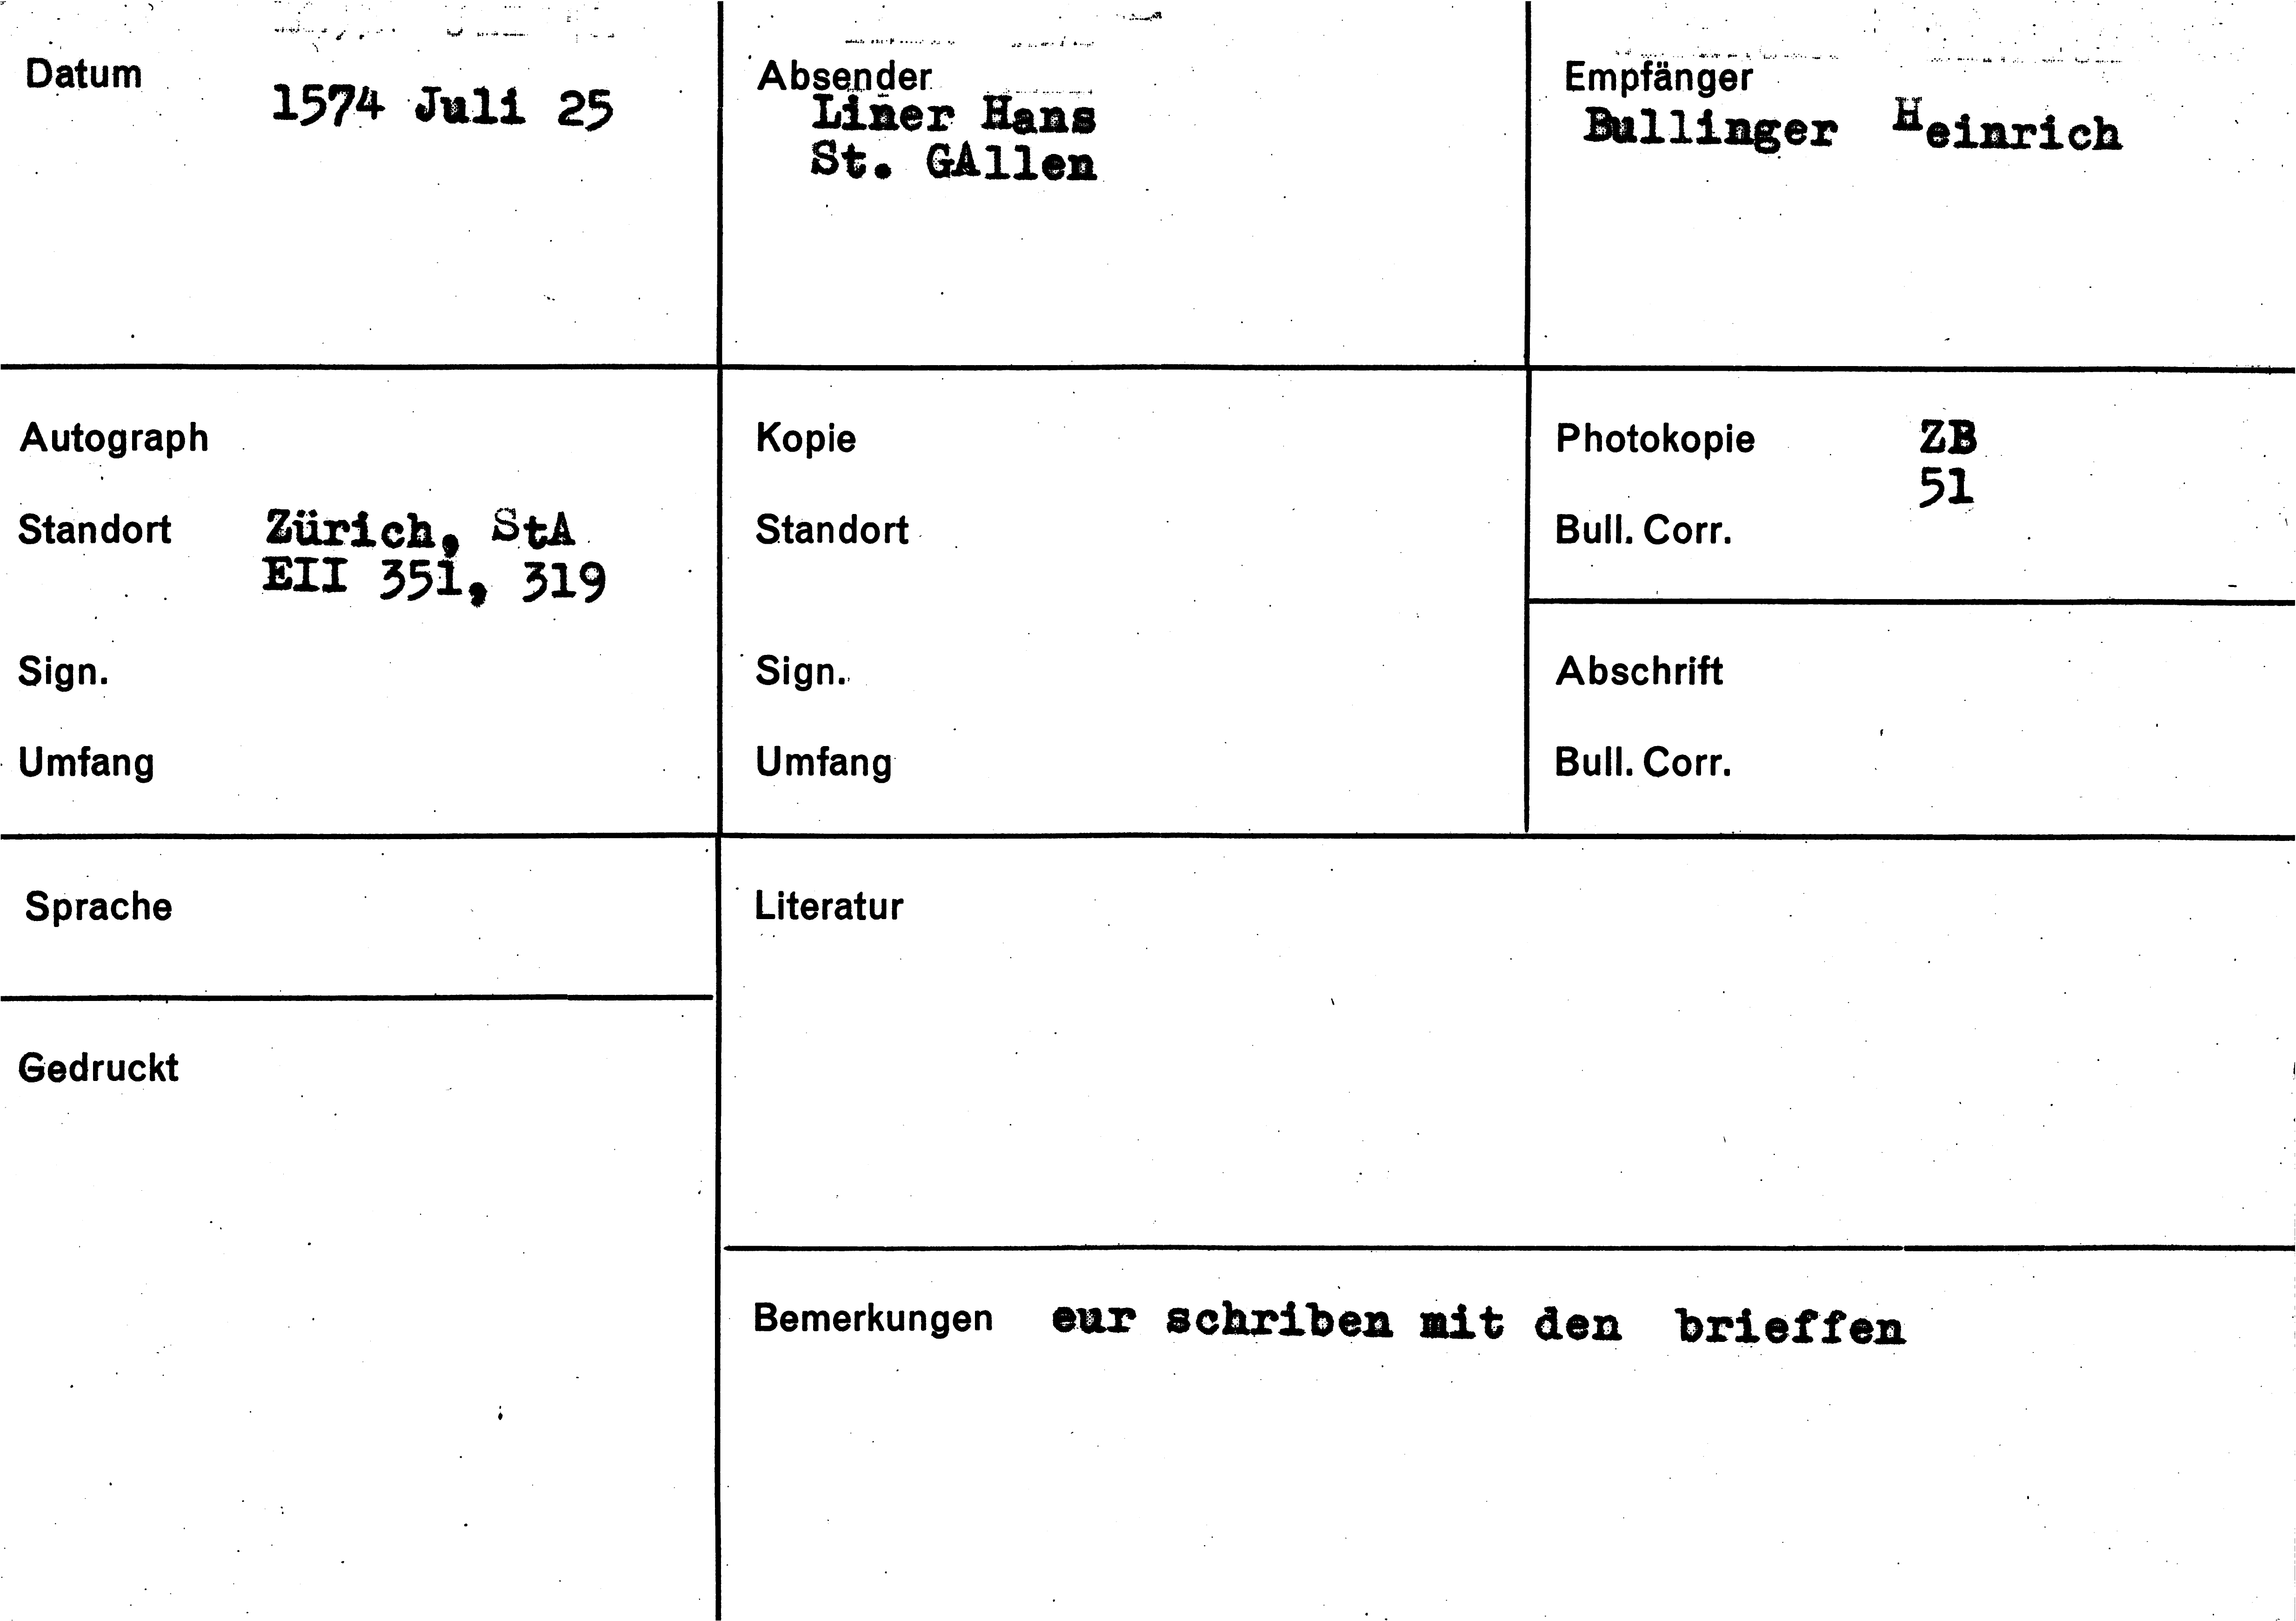 Datum
1574 Juli 25
Absender
Liner Hans
St. GAllen
Empfänger
Bullinger Heinrich
Autograph
Standort Zürich, StA
EII 351, 319
Sign.
Umfang
Kopie
Standort
Sign.
Umfang
Photokopie ZB
51
Bull. Corr.
Abschrift
Bull. Corr.
Sprache
Gedruckt
Literatur
Bemerkungen eur schriben mit den brieffen